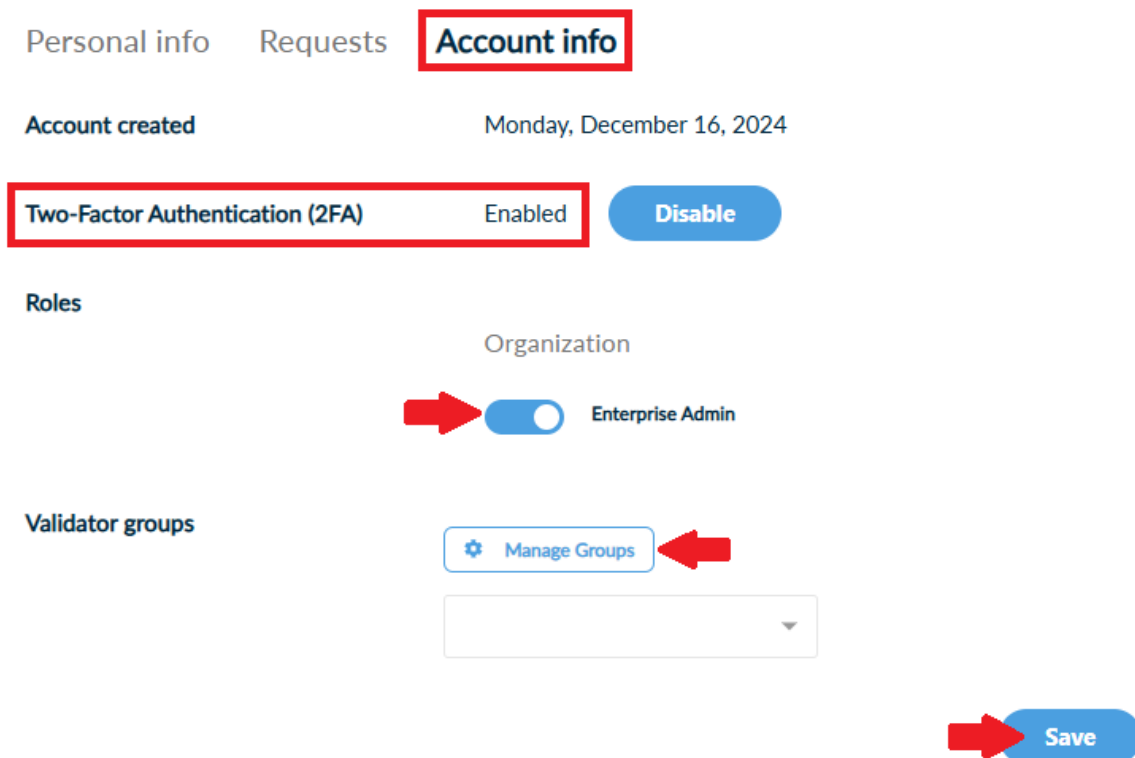 Personal info Requests Account info
Account created Monday, December 16, 2024
Two-Factor Authentication (2FA) Enabled Disable
Roles
Organization
Enterprise Admin
Validator groups
Manage Groups
Save